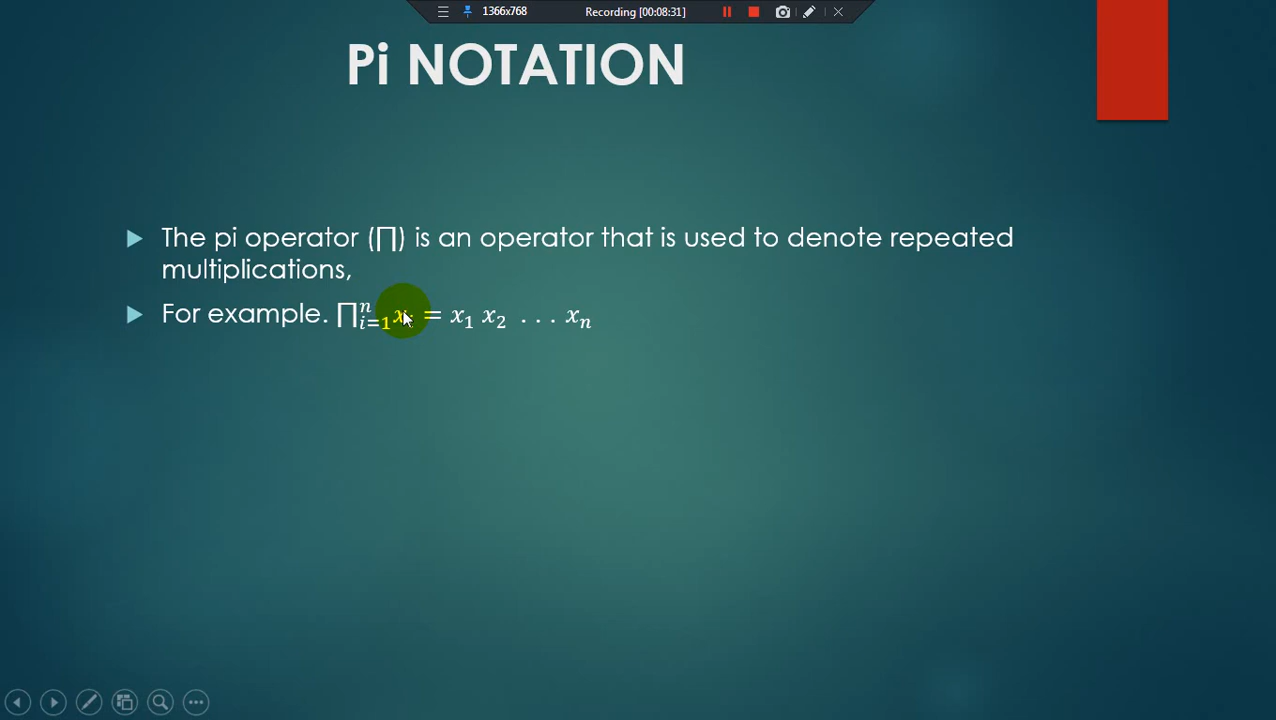 1366x768 Recording [00:08:31]
Pi NOTATION
The pi operator (∏) is an operator that is used to denote repeated
multiplications,
For example. ∏ⁿᵢ₌₁ xᵢ = x₁ x₂ . . . xₙ